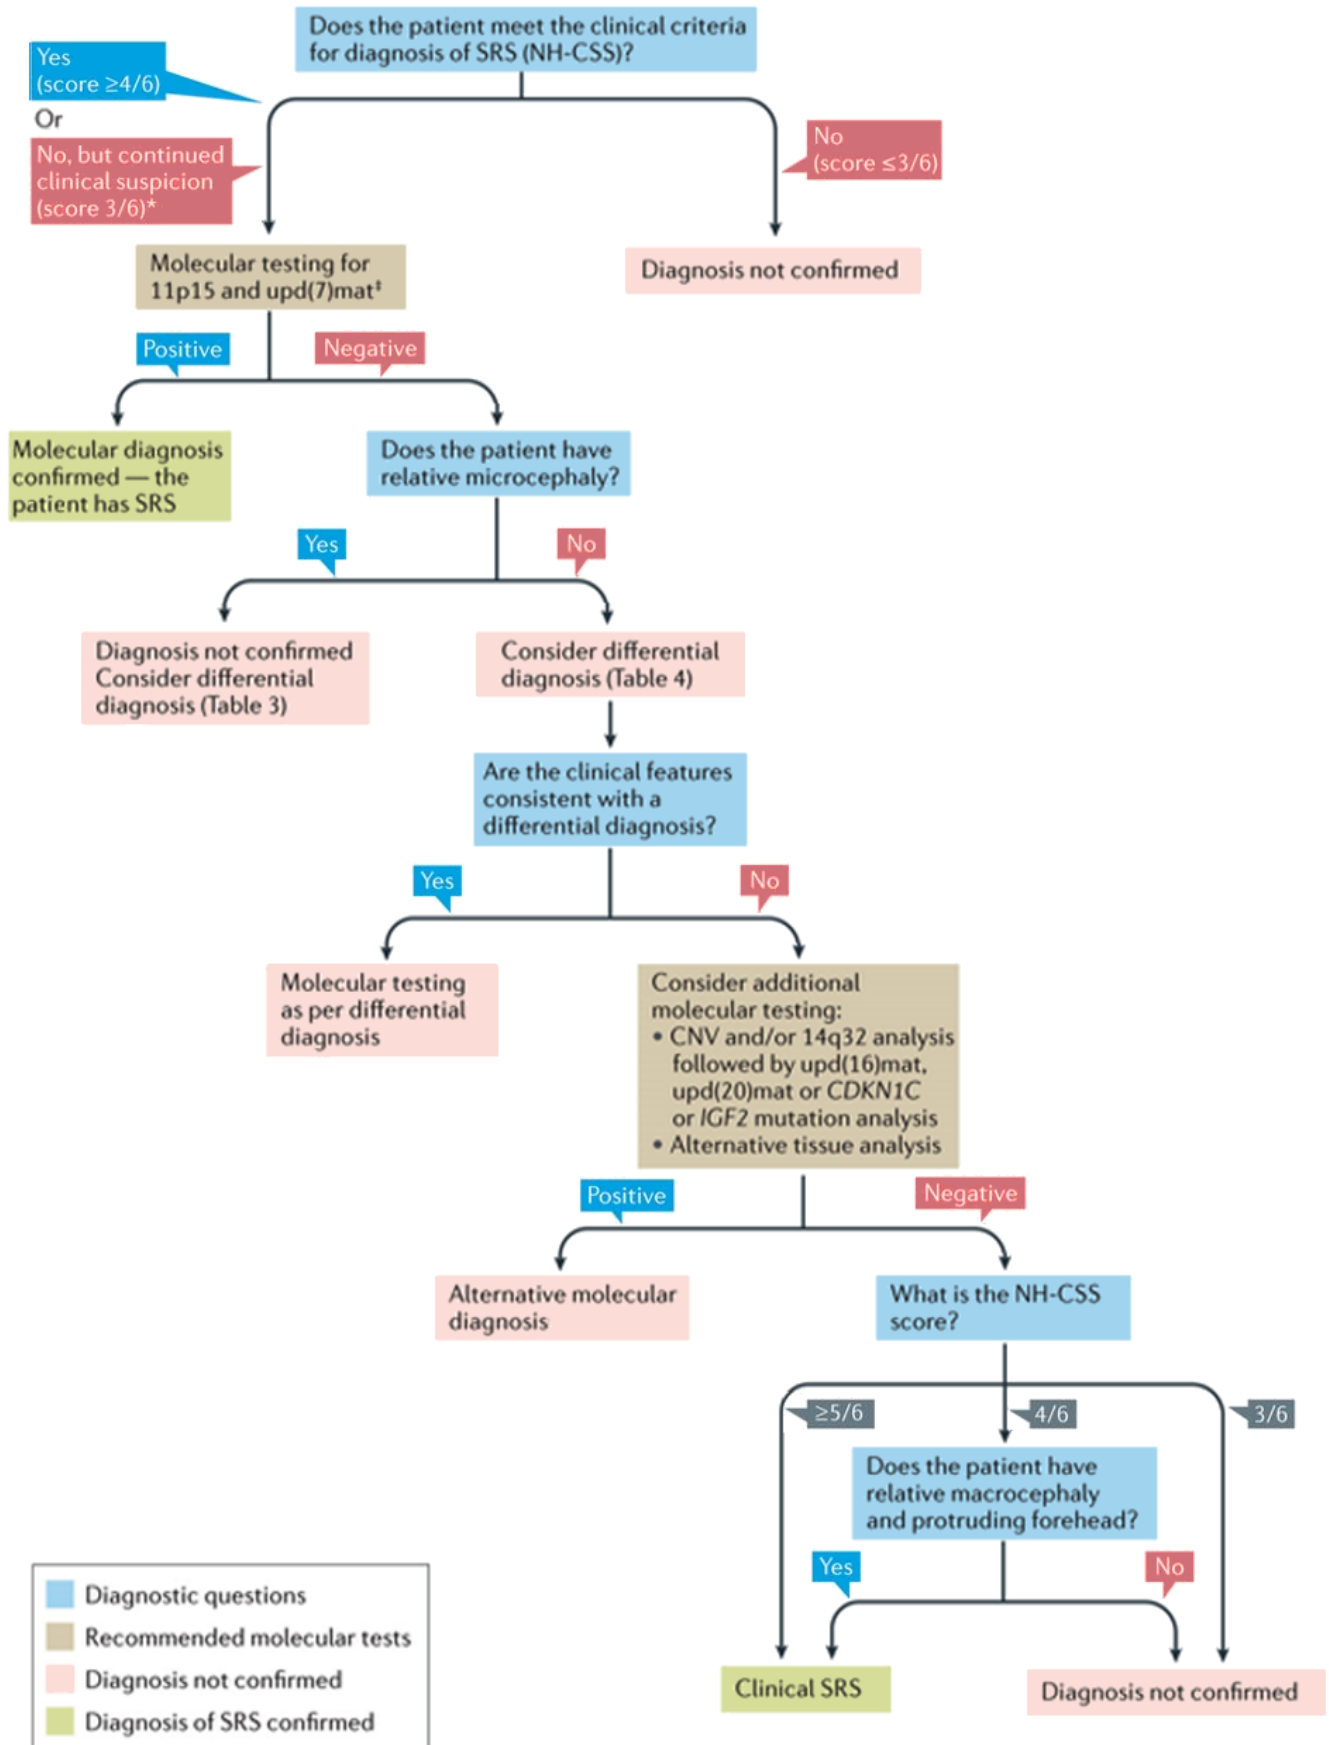 Does the patient meet the clinical criteria
for diagnosis of SRS (NH-CSS)?
Yes
(score ≥4/6)
Or
No, but continued
clinical suspicion
(score 3/6)*
No
(score ≤3/6)
Molecular testing for
11p15 and upd(7)mat‡
Diagnosis not confirmed
Positive
Negative
Molecular diagnosis
confirmed — the
patient has SRS
Does the patient have
relative microcephaly?
Yes
No
Diagnosis not confirmed
Consider differential
diagnosis (Table 3)
Consider differential
diagnosis (Table 4)
Are the clinical features
consistent with a
differential diagnosis?
Yes
No
Molecular testing
as per differential
diagnosis
Consider additional
molecular testing:
• CNV and/or 14q32 analysis
followed by upd(16)mat,
upd(20)mat or CDKN1C
or IGF2 mutation analysis
• Alternative tissue analysis
Positive
Negative
Alternative molecular
diagnosis
What is the NH-CSS
score?
≥5/6
4/6
3/6
Does the patient have
relative macrocephaly
and protruding forehead?
Yes
No
Clinical SRS
Diagnosis not confirmed
Diagnostic questions
Recommended molecular tests
Diagnosis not confirmed
Diagnosis of SRS confirmed